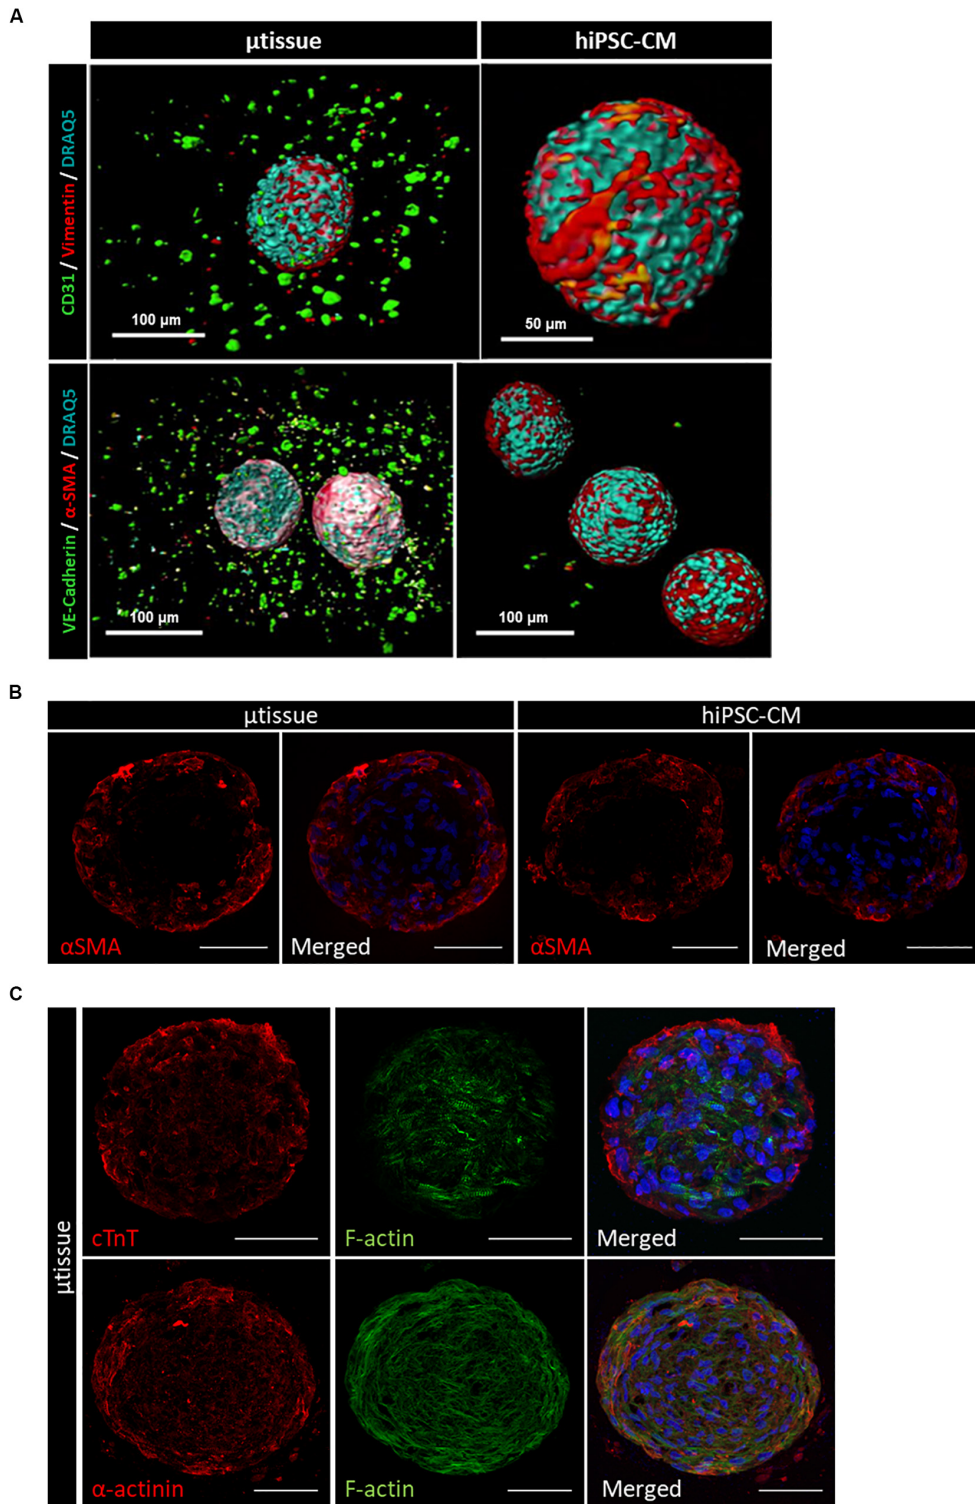 A
µtissue
hiPSC-CM
CD31 / Vimentin / DRAQ5
100 µm
50 µm
VE-Cadherin / α-SMA / DRAQ5
100 µm
100 µm
B
µtissue
hiPSC-CM
αSMA
Merged
αSMA
Merged
C
µtissue
cTnT
F-actin
Merged
α-actinin
F-actin
Merged